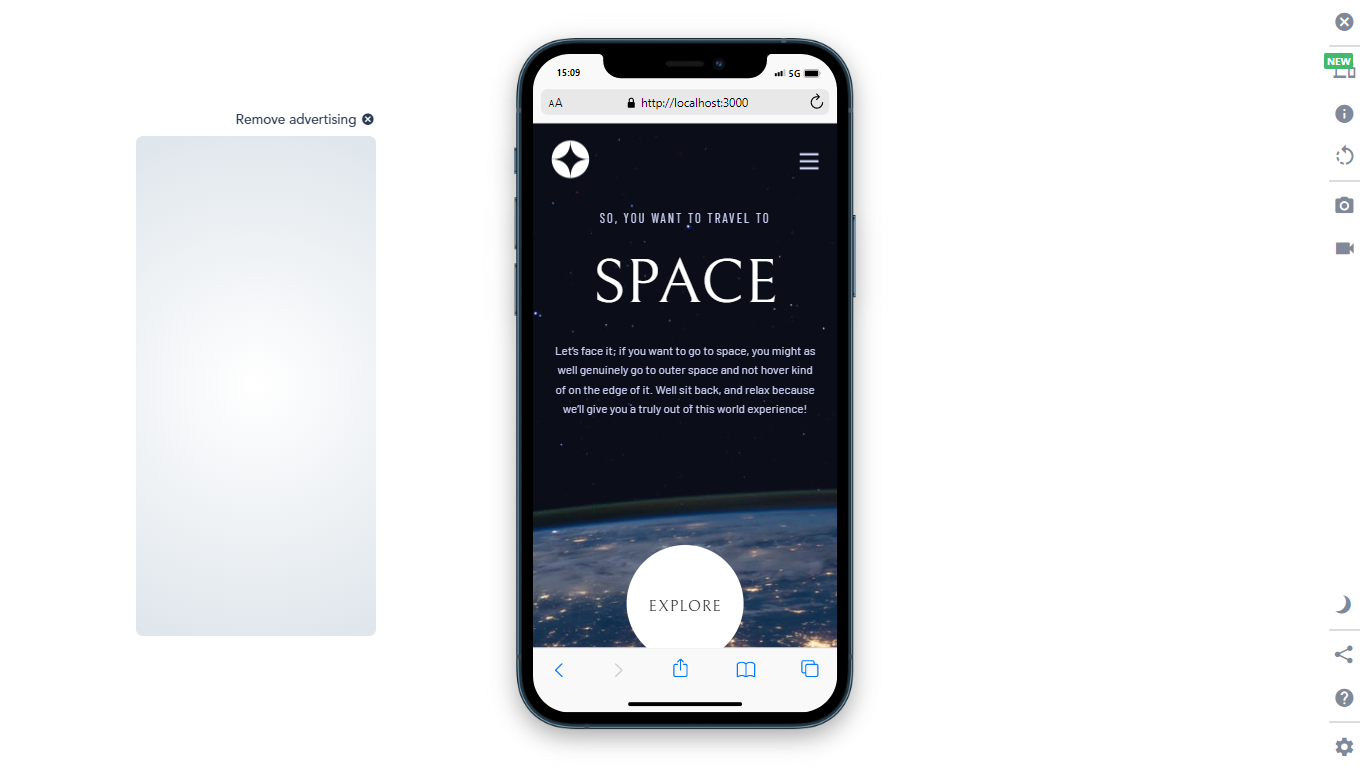 NEW
Remove advertising
15:09
5G
AA
http://localhost:3000
SO, YOU WANT TO TRAVEL TO
SPACE
Let's face it; if you want to go to space, you might as
well genuinely go to outer space and not hover kind
of on the edge of it. Well sit back, and relax because
we'll give you a truly out of this world experience!
EXPLORE